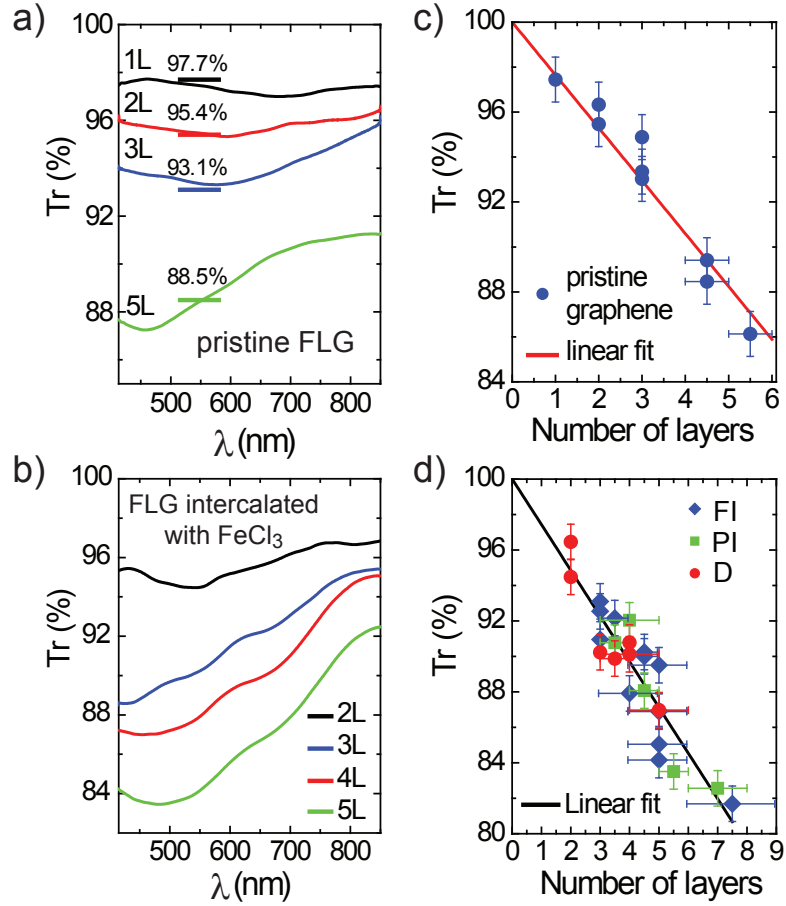 a)
Tr (%)
100
96
92
88
1L
97.7%
2L
95.4%
3L
93.1%
88.5%
5L
pristine FLG
500 600 700 800
λ (nm)
b)
Tr (%)
100
96
92
88
84
FLG intercalated
with FeCl3
2L
3L
4L
5L
500 600 700 800
λ (nm)
c)
Tr (%)
100
96
92
88
84
pristine
graphene
linear fit
0 1 2 3 4 5 6
Number of layers
d)
Tr (%)
100
96
92
88
84
80
FI
PI
D
Linear fit
0 1 2 3 4 5 6 7 8 9
Number of layers